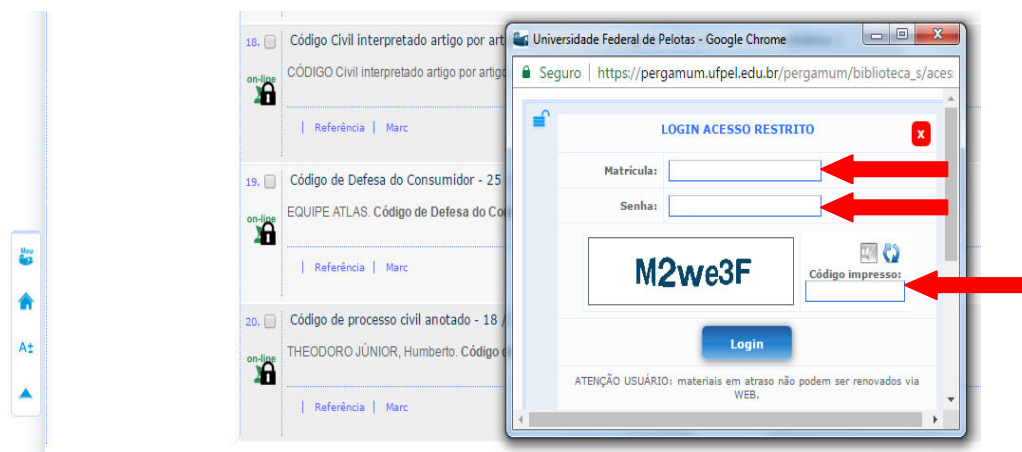 18. Código Civil interpretado artigo por art
on-line
CÓDIGO Civil interpretado artigo por artigo
| Referência | Marc
19. Código de Defesa do Consumidor - 25
on-line
EQUIPE ATLAS. Código de Defesa do Con
| Referência | Marc
20. Código de processo civil anotado - 18 /
on-line
THEODORO JÚNIOR, Humberto. Código d
| Referência | Marc
Meu
A±
Universidade Federal de Pelotas - Google Chrome
Seguro | https://pergamum.ufpel.edu.br/pergamum/biblioteca_s/aces
LOGIN ACESSO RESTRITO
x
Matrícula:
Senha:
M2we3F
Código impresso:
Login
ATENÇÃO USUÁRIO: materiais em atraso não podem ser renovados via
WEB.